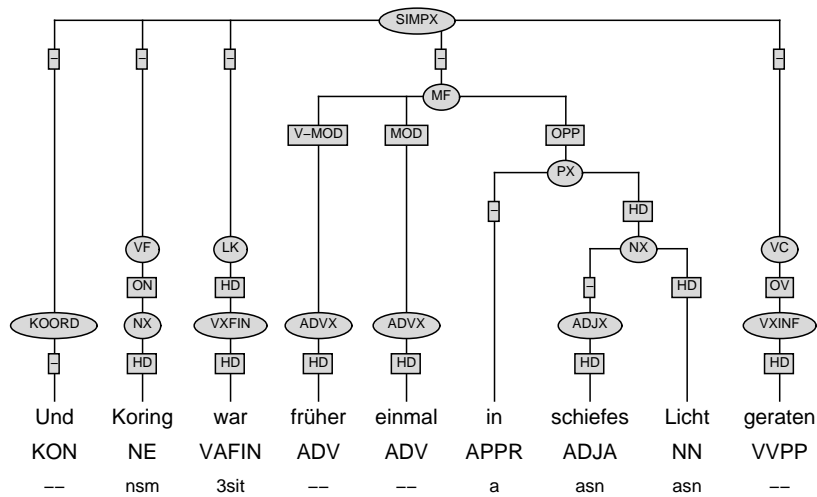 SIMPX
– – – – –
MF
V–MOD MOD OPP
PX
– HD
VF LK NX VC
ON HD – HD OV
KOORD NX VXFIN ADVX ADVX ADJX VXINF
– HD HD HD HD HD HD
Und Koring war früher einmal in schiefes Licht geraten
KON NE VAFIN ADV ADV APPR ADJA NN VVPP
–– nsm 3sit –– –– a asn asn ––